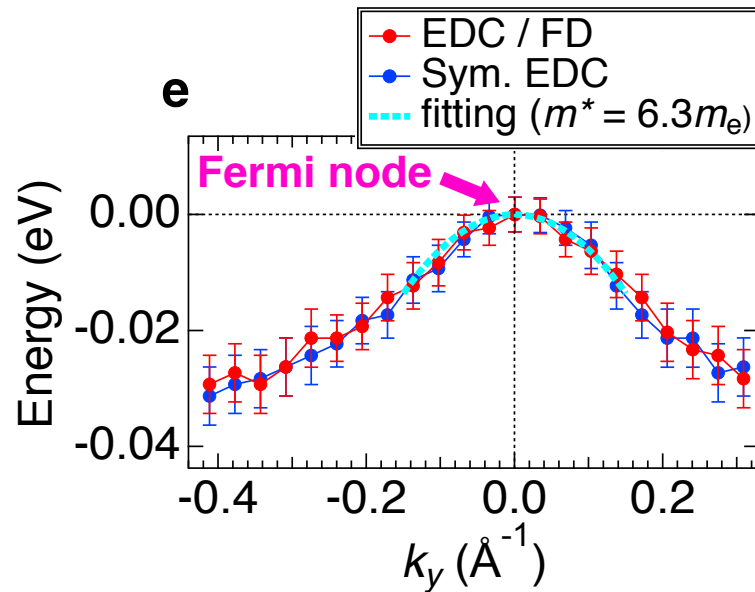 EDC / FD
Sym. EDC
fitting (m* = 6.3mₑ)
e
Fermi node
0.00
-0.02
-0.04
Energy (eV)
-0.4 -0.2 0.0 0.2
k_y (Å⁻¹)